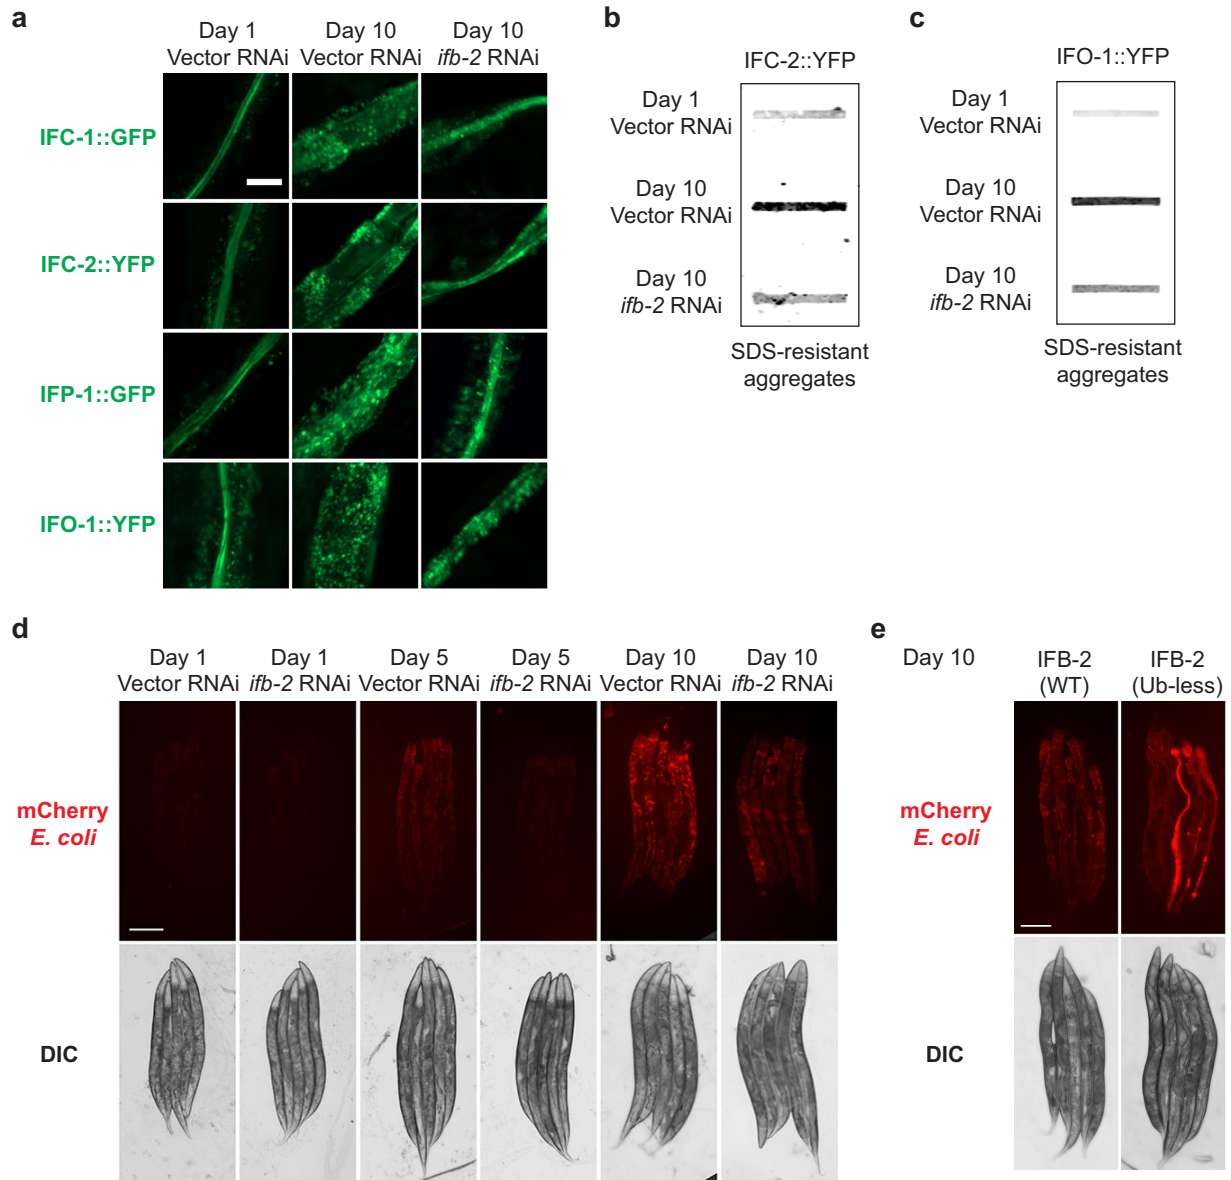 a
Day 1
Vector RNAi
Day 10
Vector RNAi
Day 10
ifb-2 RNAi
IFC-1::GFP
IFC-2::YFP
IFP-1::GFP
IFO-1::YFP
b
IFC-2::YFP
Day 1
Vector RNAi
Day 10
Vector RNAi
Day 10
ifb-2 RNAi
SDS-resistant
aggregates
c
IFO-1::YFP
Day 1
Vector RNAi
Day 10
Vector RNAi
Day 10
ifb-2 RNAi
SDS-resistant
aggregates
d
Day 1
Vector RNAi
Day 1
ifb-2 RNAi
Day 5
Vector RNAi
Day 5
ifb-2 RNAi
Day 10
Vector RNAi
Day 10
ifb-2 RNAi
mCherry
E. coli
DIC
e
Day 10
IFB-2
(WT)
IFB-2
(Ub-less)
mCherry
E. coli
DIC